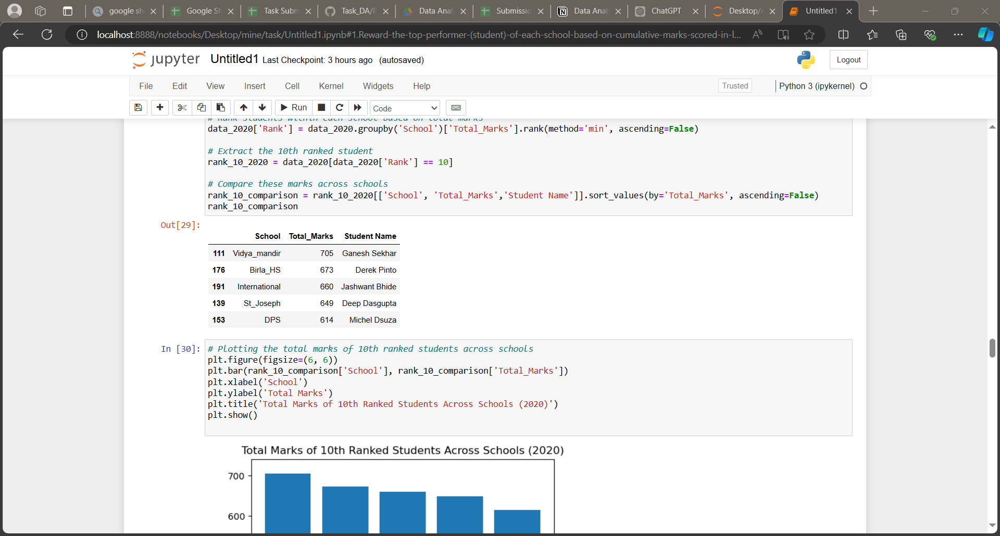 google sh
Google Sh
Task Subm
Task_DA/P
Data Anal
Submissio
Data Anal
ChatGPT
Desktop/
Untitled1
localhost:8888/notebooks/Desktop/mine/task/Untitled1.ipynb#1.Reward-the-top-performer-(student)-of-each-school-based-on-cumulative-marks-scored-in-l...
jupyter Untitled1 Last Checkpoint: 3 hours ago (autosaved)
Logout
File Edit View Insert Cell Kernel Widgets Help
Trusted
Python 3 (ipykernel)
Run
Code
# Rank students within each school based on total marks
data_2020['Rank'] = data_2020.groupby('School')['Total_Marks'].rank(method='min', ascending=False)
# Extract the 10th ranked student
rank_10_2020 = data_2020[data_2020['Rank'] == 10]
# Compare these marks across schools
rank_10_comparison = rank_10_2020[['School', 'Total_Marks','Student Name']].sort_values(by='Total_Marks', ascending=False)
rank_10_comparison
Out[29]:
School Total_Marks Student Name
111 Vidya_mandir 705 Ganesh Sekhar
176 Birla_HS 673 Derek Pinto
191 International 660 Jashwant Bhide
139 St_Joseph 649 Deep Dasgupta
153 DPS 614 Michel Dsuza
In [30]:
# Plotting the total marks of 10th ranked students across schools
plt.figure(figsize=(6, 6))
plt.bar(rank_10_comparison['School'], rank_10_comparison['Total_Marks'])
plt.xlabel('School')
plt.ylabel('Total Marks')
plt.title('Total Marks of 10th Ranked Students Across Schools (2020)')
plt.show()
Total Marks of 10th Ranked Students Across Schools (2020)
700
600